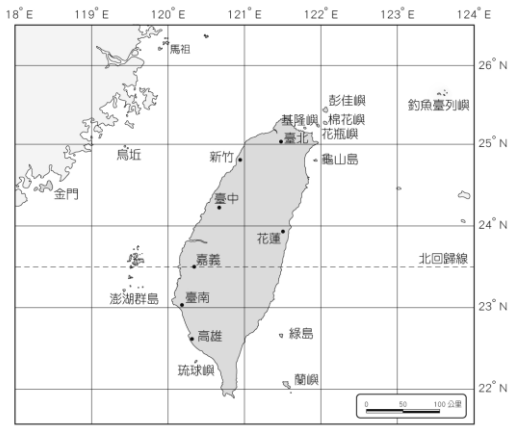 118° E 119° E 120° E 121° E 122° E 123° E 124° E
馬祖
26° N
彭佳嶼
釣魚臺列嶼
基隆嶼 棉花嶼
臺北 花瓶嶼
25° N
烏坵
新竹
龜山島
金門
臺中
24° N
花蓮
嘉義
北回歸線
澎湖群島
臺南
23° N
高雄
綠島
琉球嶼
蘭嶼
22° N
0 50 100 公里